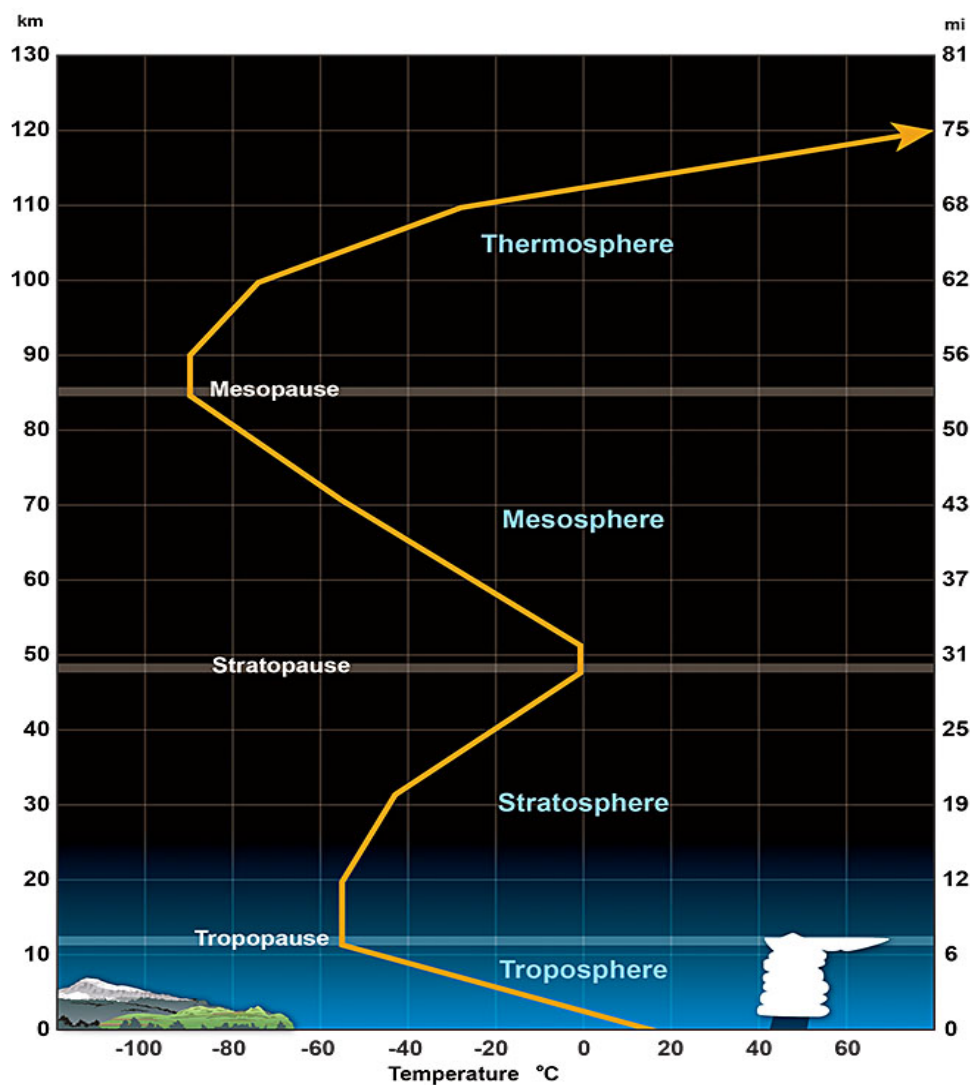 km mi
130 81
120 75
110 68
Thermosphere
100 62
90 56
Mesopause
80 50
70 43
Mesosphere
60 37
50 31
Stratopause
40 25
30 19
Stratosphere
20 12
Tropopause
10 6
Troposphere
0 0
-100 -80 -60 -40 -20 0 20 40 60
Temperature °C